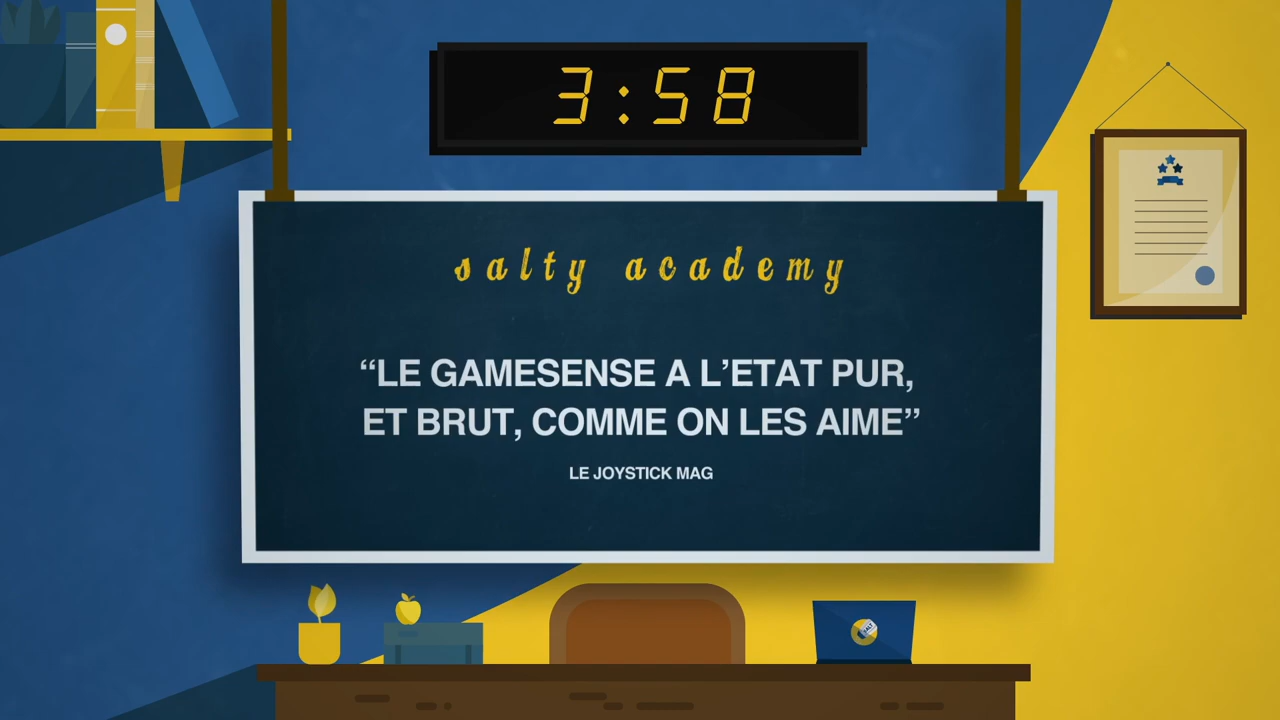 3:58
salty academy
“LE GAMESENSE A L’ETAT PUR,
ET BRUT, COMME ON LES AIME”
LE JOYSTICK MAG